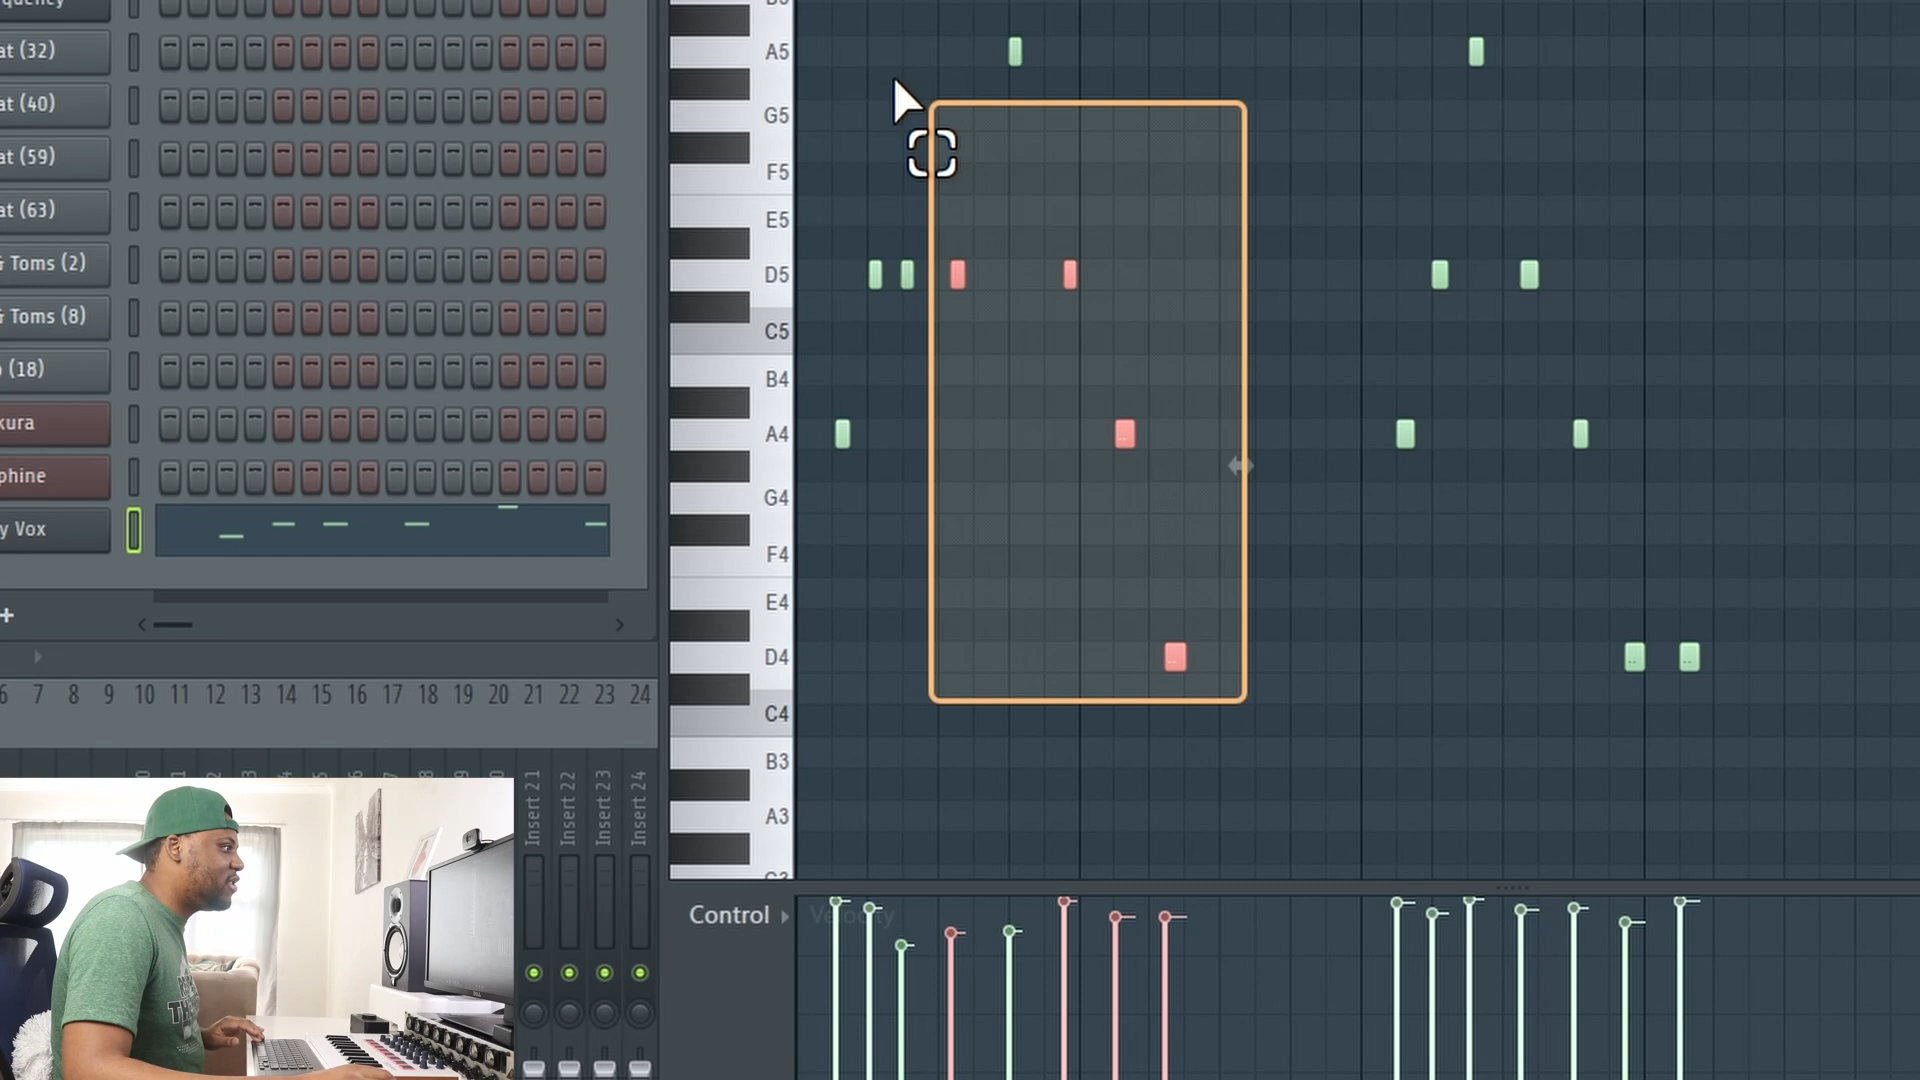 at (32)
at (40)
at (59)
at (63)
& Toms (2)
& Toms (8)
(18)
kura
phine
y Vox
+
6 7 8 9 10 11 12 13 14 15 16 17 18 19 20 21 22 23 24
Insert 21
Insert 22
Insert 23
Insert 24
A5
G5
F5
E5
D5
C5
B4
A4
G4
F4
E4
D4
C4
B3
A3
Control
Velocity